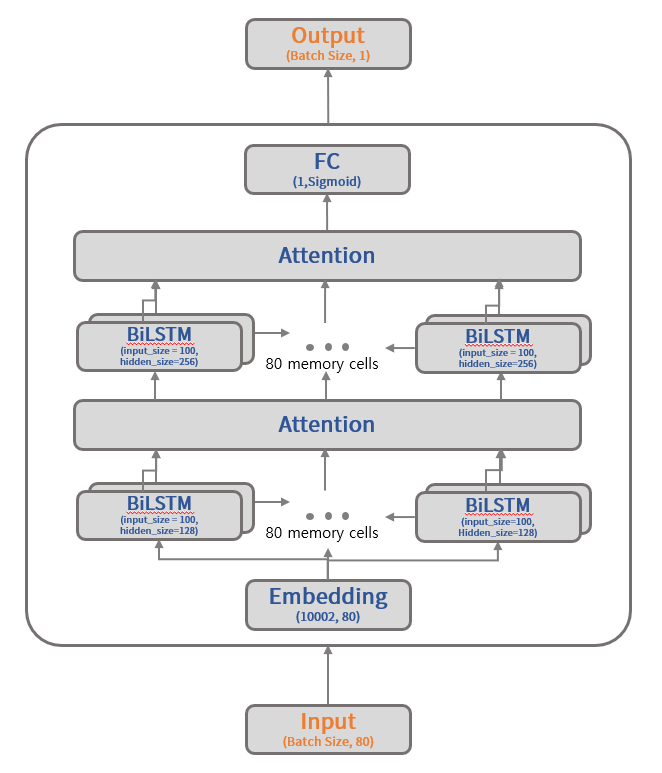 Output
(Batch Size, 1)
FC
(1,Sigmoid)
Attention
BiLSTM
(input_size = 100,
hidden_size=256)
80 memory cells
BiLSTM
(input_size = 100,
hidden_size=256)
Attention
BiLSTM
(input_size = 100,
hidden_size=128)
80 memory cells
BiLSTM
(input_size=100,
Hidden_size=128)
Embedding
(10002, 80)
Input
(Batch Size, 80)